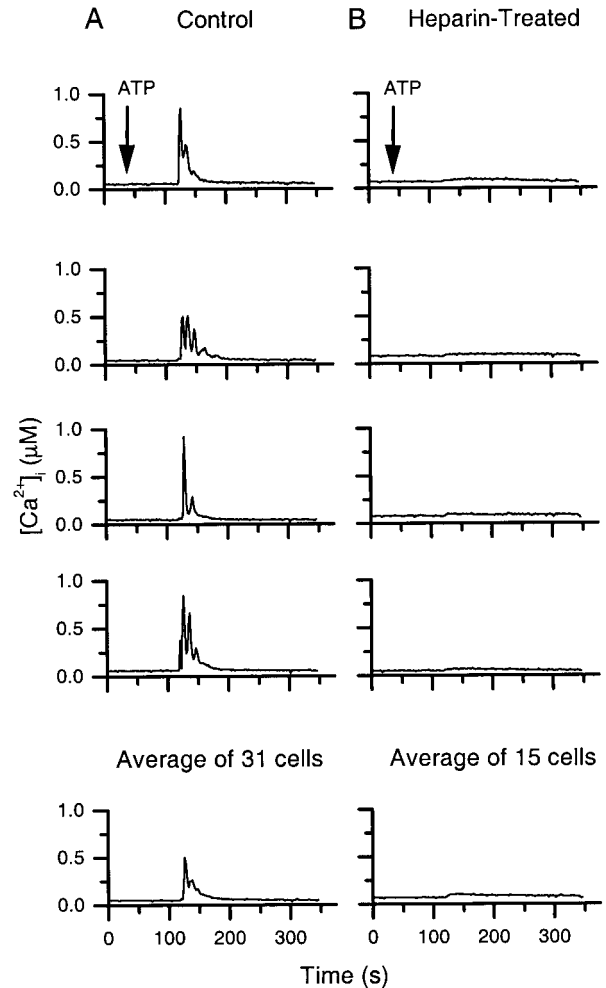 A Control B Heparin-Treated
ATP ATP
1.0
0.5
0.0
1.0
0.5
0.0
1.0
0.5
0.0
1.0
0.5
0.0
[Ca2+]i (µM)
Average of 31 cells Average of 15 cells
1.0
0.5
0.0
0 100 200 300 0 100 200 300
Time (s)